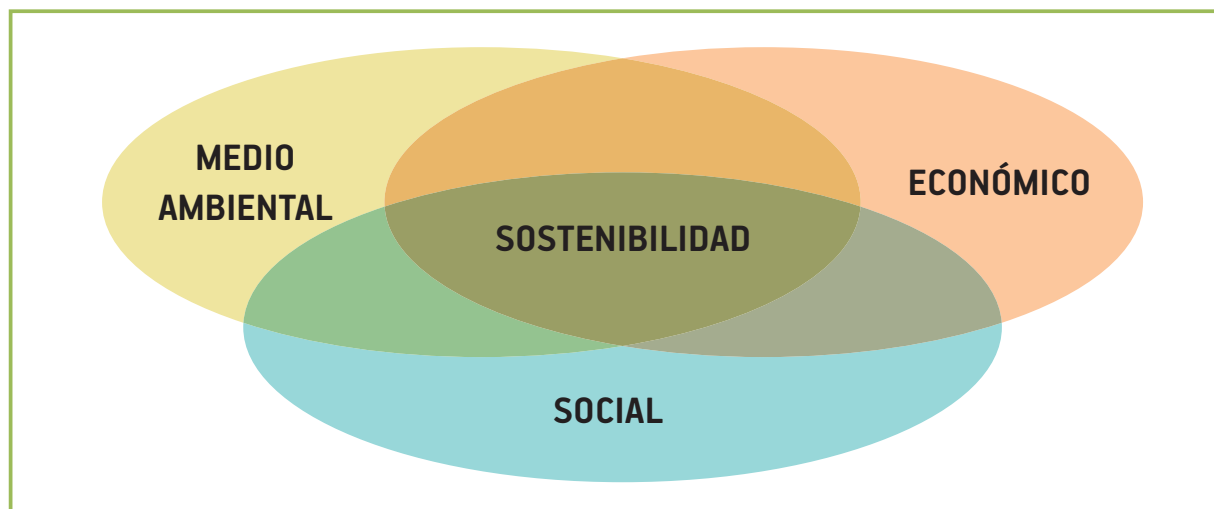 MEDIO
AMBIENTAL
ECONÓMICO
SOSTENIBILIDAD
SOCIAL